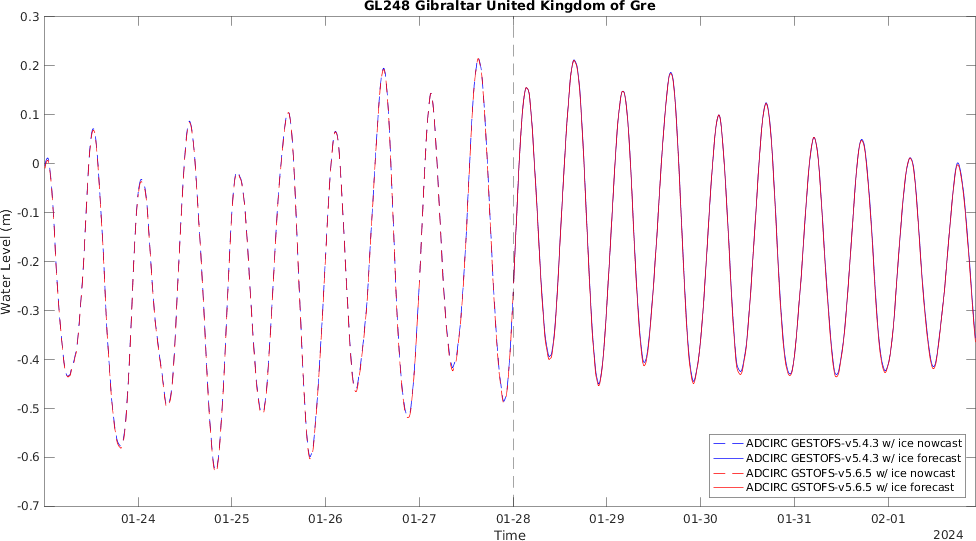 GL248 Gibraltar United Kingdom of Gre
0.3
0.2
0.1
0
-0.1
-0.2
-0.3
-0.4
-0.5
-0.6
-0.7
Water Level (m)
01-24 01-25 01-26 01-27 01-28 01-29 01-30 01-31 02-01
Time
2024
ADCIRC GESTOFS-v5.4.3 w/ ice nowcast
ADCIRC GESTOFS-v5.4.3 w/ ice forecast
ADCIRC GSTOFS-v5.6.5 w/ ice nowcast
ADCIRC GSTOFS-v5.6.5 w/ ice forecast